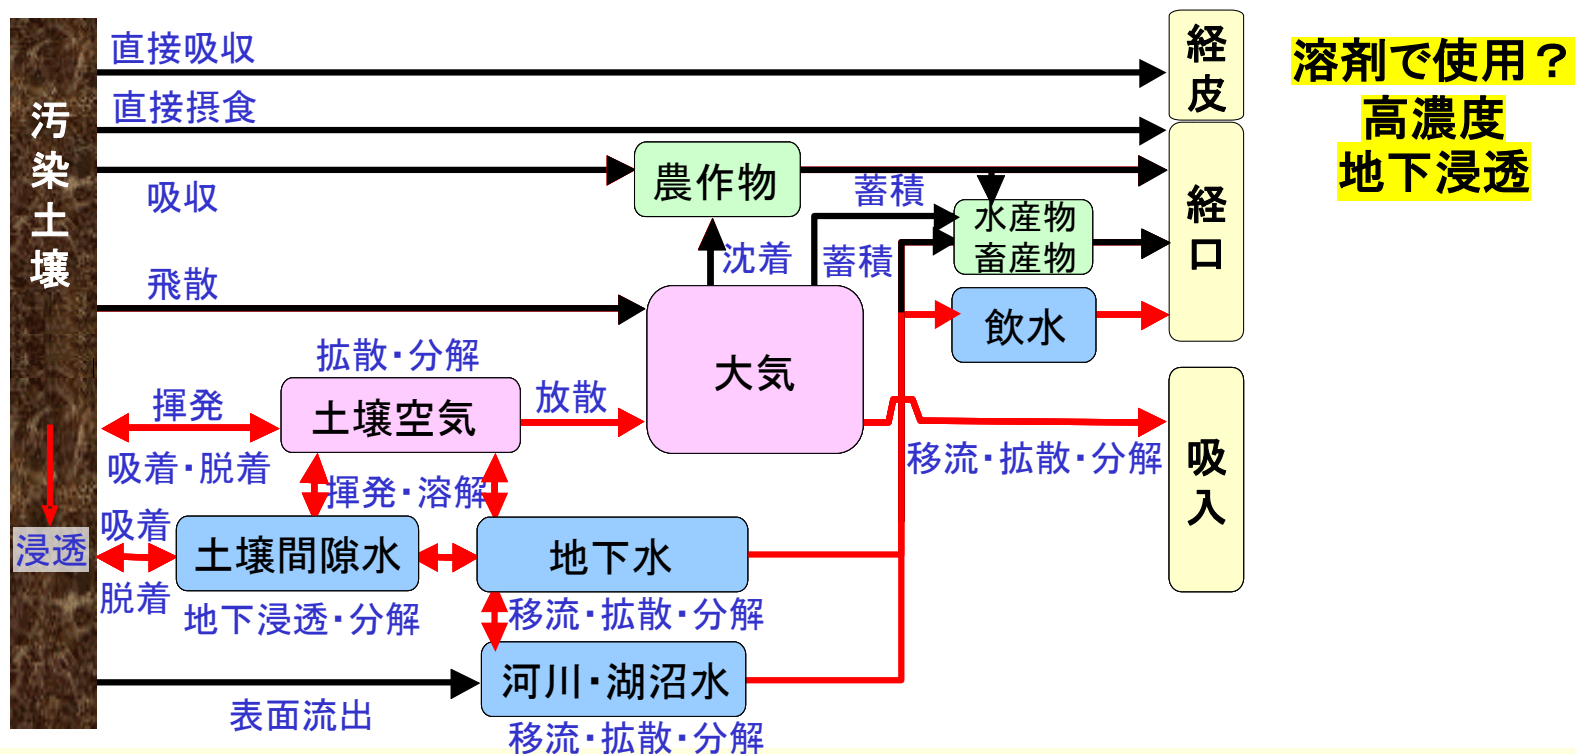 汚染土壌
直接吸収
経皮
溶剤で使用？
高濃度
地下浸透
直接摂食
吸収
農作物
蓄積
水産物
畜産物
経口
沈着
蓄積
飛散
飲水
大気
拡散・分解
揮発
土壌空気
放散
吸着・脱着
移流・拡散・分解
吸入
揮発・溶解
浸透
吸着
脱着
土壌間隙水
地下水
地下浸透・分解
移流・拡散・分解
河川・湖沼水
表面流出
移流・拡散・分解